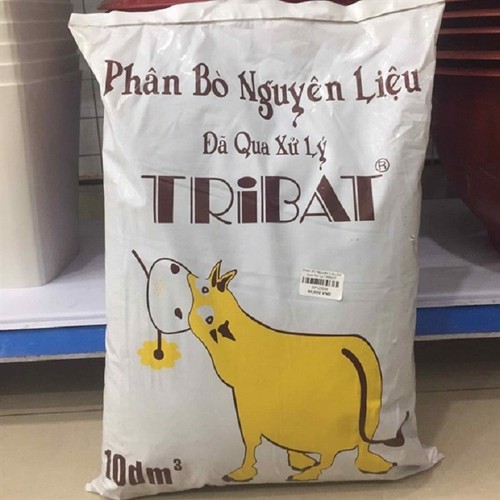 Phân Bò Nguyên Liệu
Đã Qua Xử Lý
TRiBAT®
10dm³